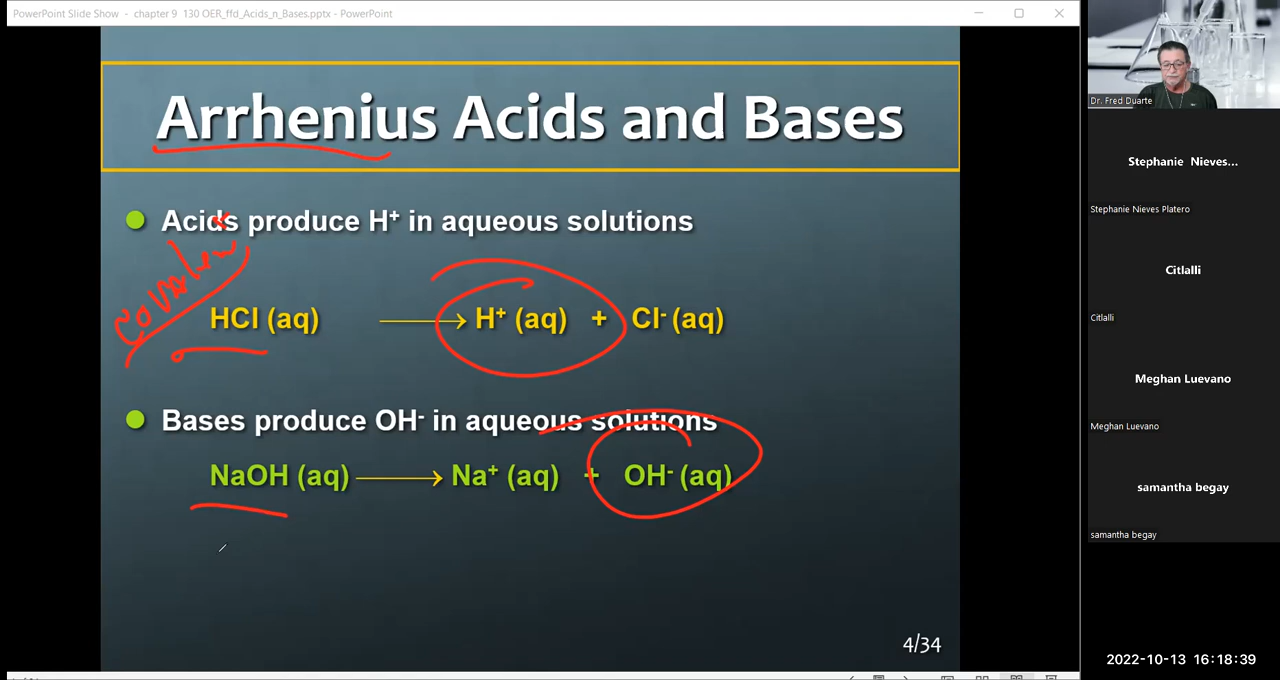 PowerPoint Slide Show - chapter 9 130 OER_ffd_Acids_n_Bases.pptx - PowerPoint
Arrhenius Acids and Bases
Acids produce H⁺ in aqueous solutions
Covalent
HCl (aq) ⟶ H⁺ (aq) + Cl⁻ (aq)
Bases produce OH⁻ in aqueous solutions
NaOH (aq) ⟶ Na⁺ (aq) + OH⁻ (aq)
4/34
Dr. Fred Duarte
Stephanie Nieves...
Stephanie Nieves Platero
Citlalli
Citlalli
Meghan Luevano
Meghan Luevano
samantha begay
samantha begay
2022-10-13 16:18:39